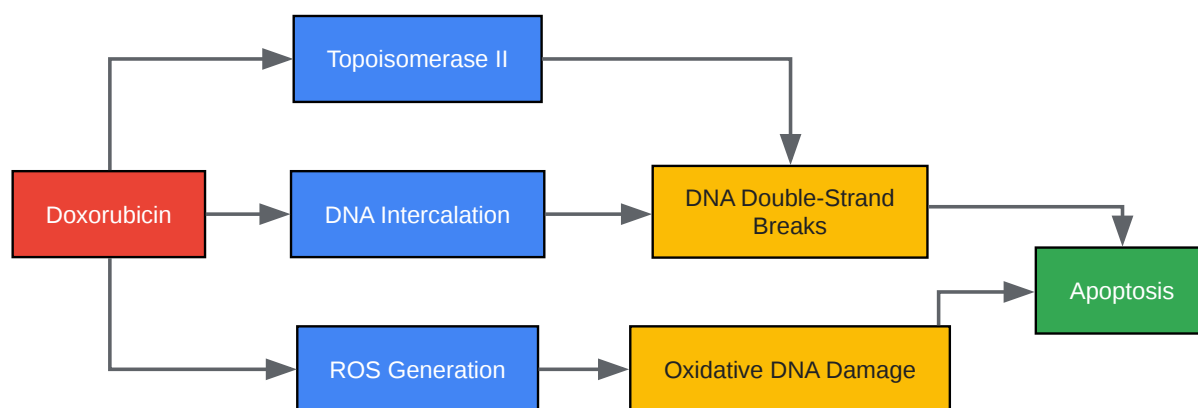 Topoisomerase II
Doxorubicin
DNA Intercalation
DNA Double-Strand
Breaks
Apoptosis
ROS Generation
Oxidative DNA Damage